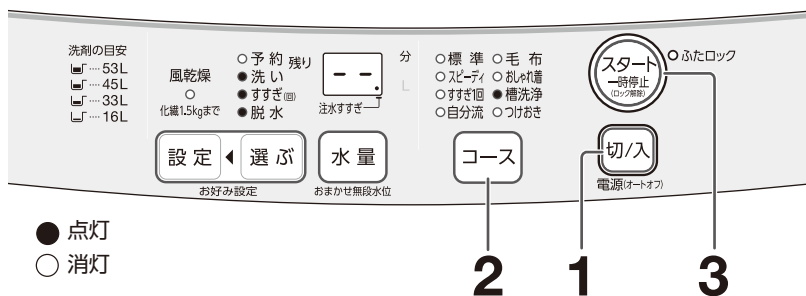 洗剤の目安
53L
45L
33L
16L
風乾燥
化繊1.5kgまで
予約 残り
洗い
すすぎ(回)
脱水
-- 分
L
注水すすぎ
標準 毛布
スピーディ おしゃれ着
すすぎ1回 槽洗浄
自分流 つけおき
スタート
一時停止
(ロック解除)
ふたロック
設定 選ぶ
お好み設定
水量
おまかせ無段水位
コース
切/入
電源(オートオフ)
点灯
消灯
2 1 3